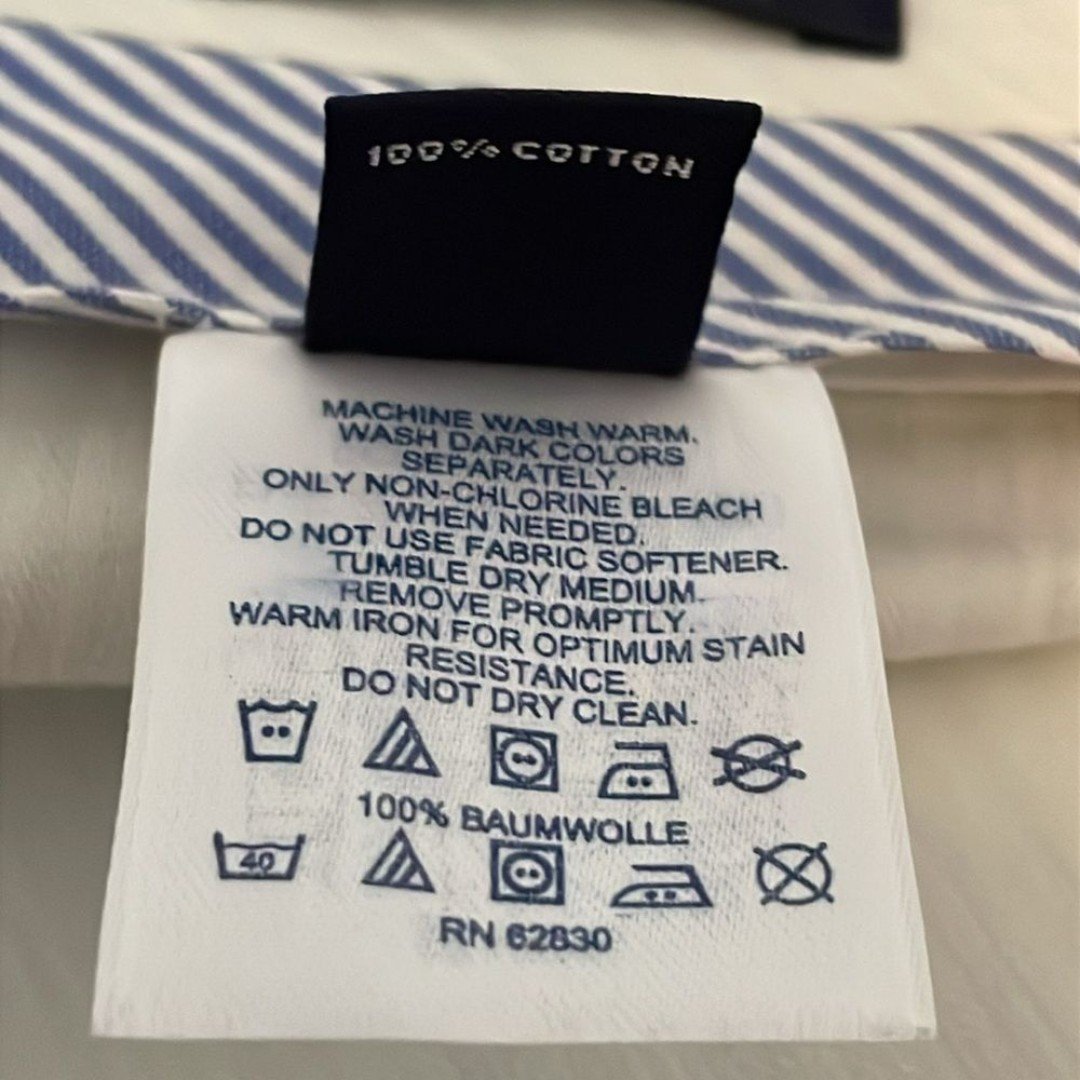 100% COTTON
MACHINE WASH WARM.
WASH DARK COLORS
SEPARATELY.
ONLY NON-CHLORINE BLEACH
WHEN NEEDED.
DO NOT USE FABRIC SOFTENER.
TUMBLE DRY MEDIUM.
REMOVE PROMPTLY.
WARM IRON FOR OPTIMUM STAIN
RESISTANCE.
DO NOT DRY CLEAN.
100% BAUMWOLLE
40
RN 62830